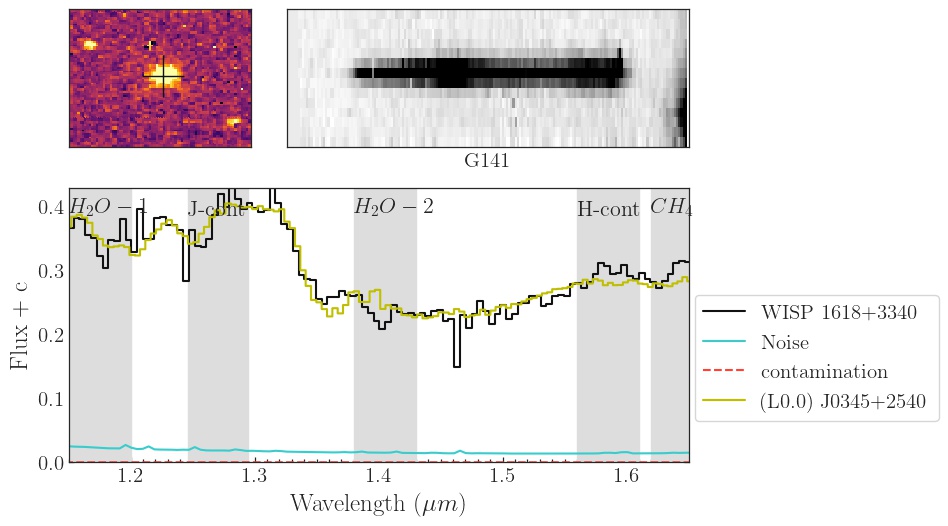 G141
H₂O − 1 J-cont H₂O − 2 H-cont CH₄
0.4
0.3
0.2
0.1
0.0
Flux + c
1.2 1.3 1.4 1.5 1.6
Wavelength (μm)
WISP 1618+3340
Noise
contamination
(L0.0) J0345+2540